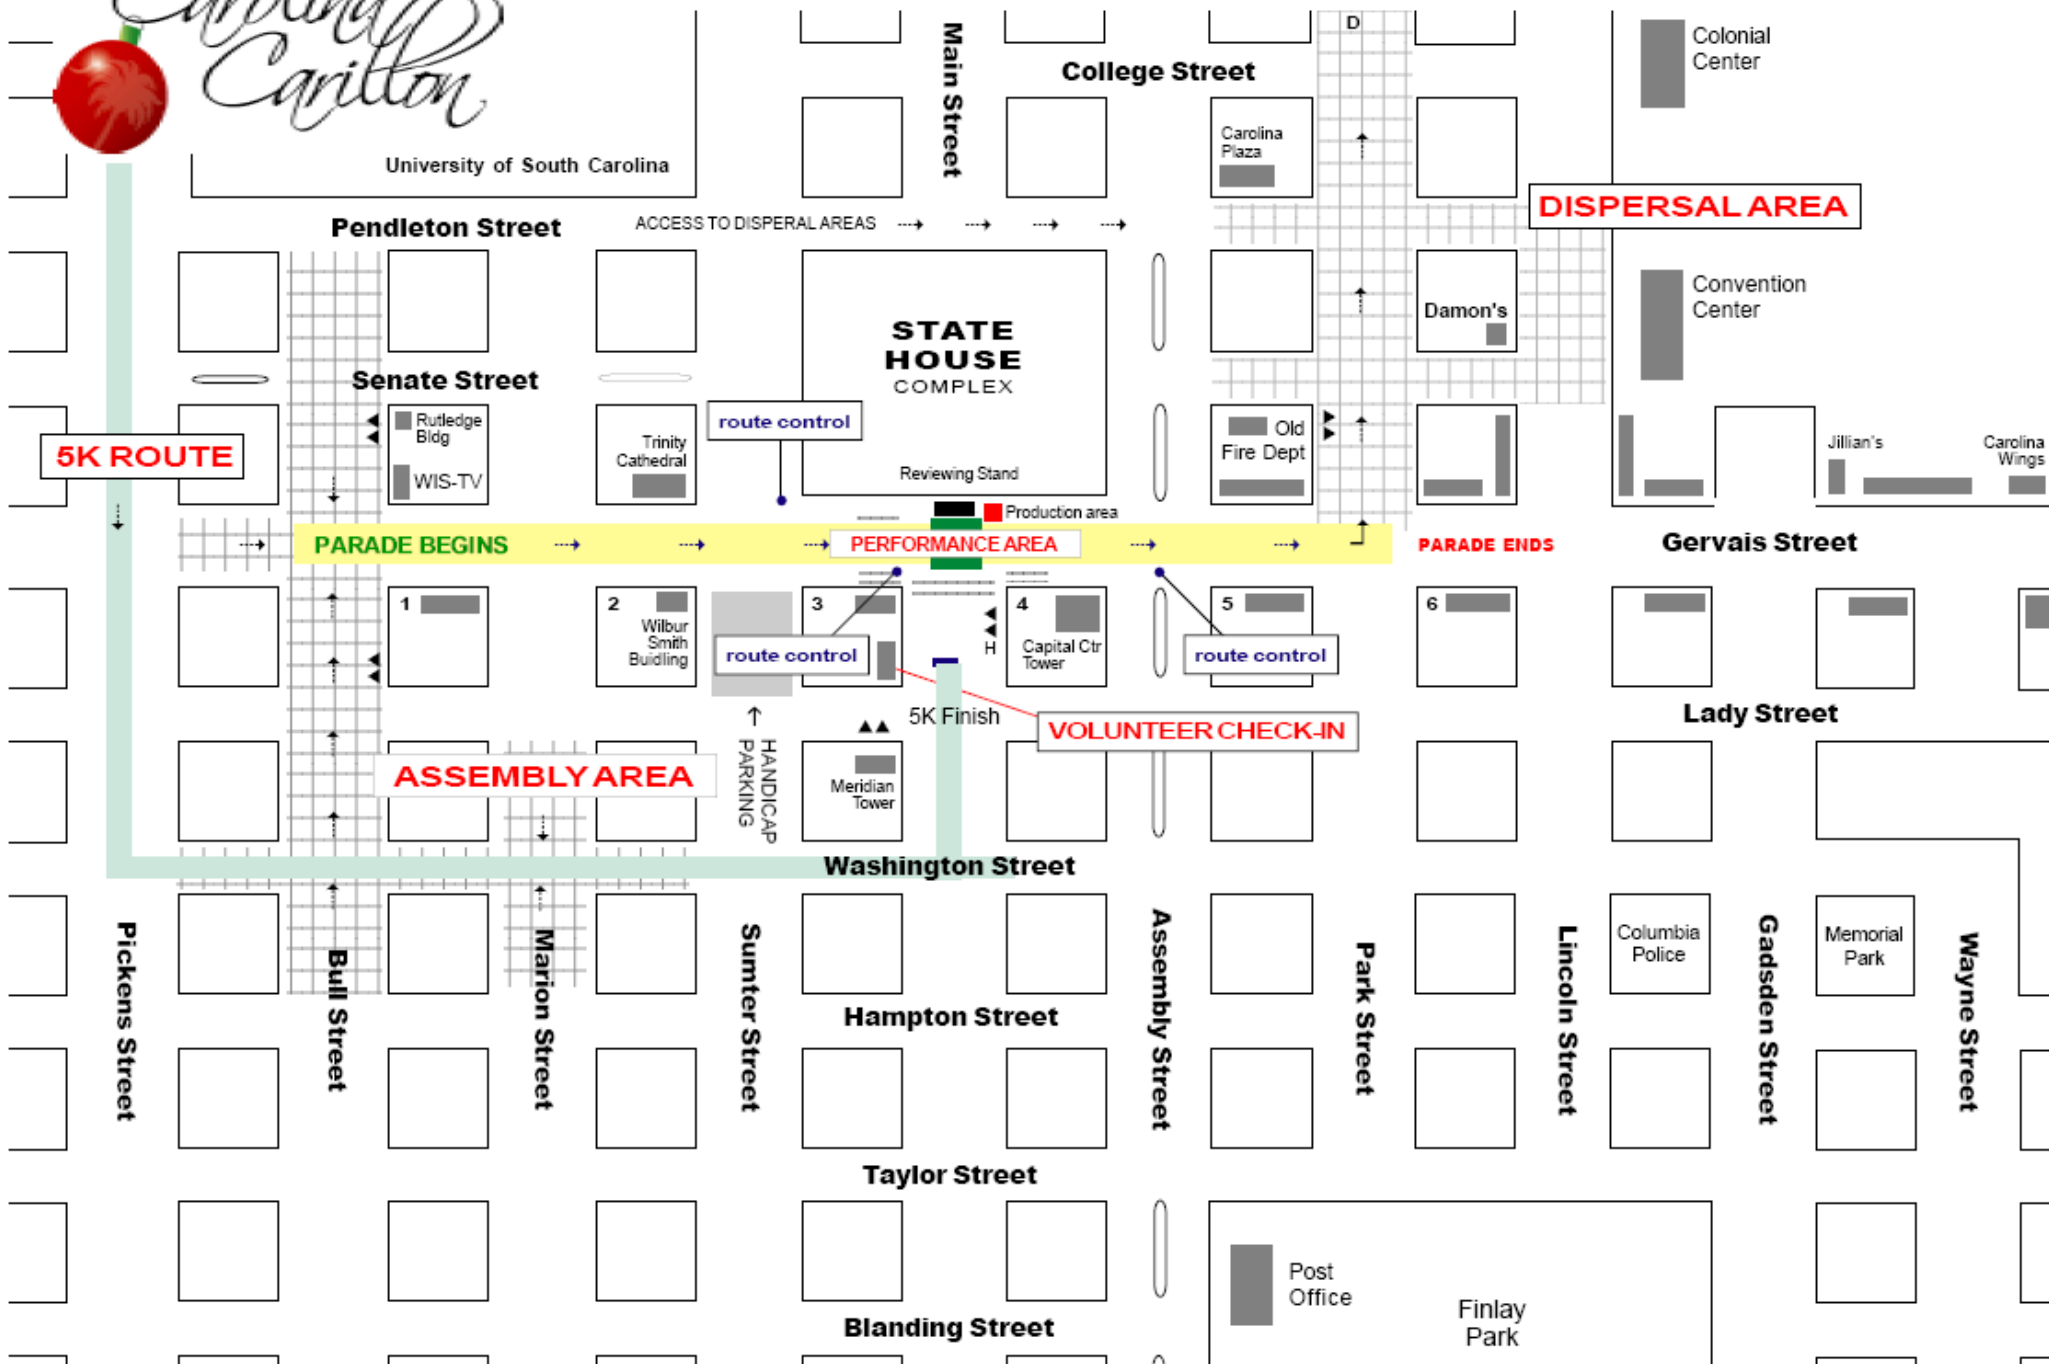 Carolina
Carillon
University of South Carolina
Main Street
College Street
D
Colonial
Center
Carolina
Plaza
DISPERSAL AREA
Pendleton Street
ACCESS TO DISPERAL AREAS
STATE
HOUSE
COMPLEX
Damon's
Convention
Center
Senate Street
Rutledge
Bldg
WIS-TV
Trinity
Cathedral
route control
Reviewing Stand
Old
Fire Dept
Jillian's
Carolina
Wings
5K ROUTE
Production area
PARADE BEGINS
PERFORMANCE AREA
PARADE ENDS
Gervais Street
1
2
Wilbur
Smith
Buidling
3
route control
H
4
Capital Ctr
Tower
5
route control
6
5K Finish
VOLUNTEER CHECK-IN
Lady Street
ASSEMBLY AREA
HANDICAP
PARKING
Meridian
Tower
Washington Street
Pickens Street
Bull Street
Marion Street
Sumter Street
Assembly Street
Park Street
Lincoln Street
Columbia
Police
Gadsden Street
Memorial
Park
Wayne Street
Hampton Street
Taylor Street
Post
Office
Finlay
Park
Blanding Street